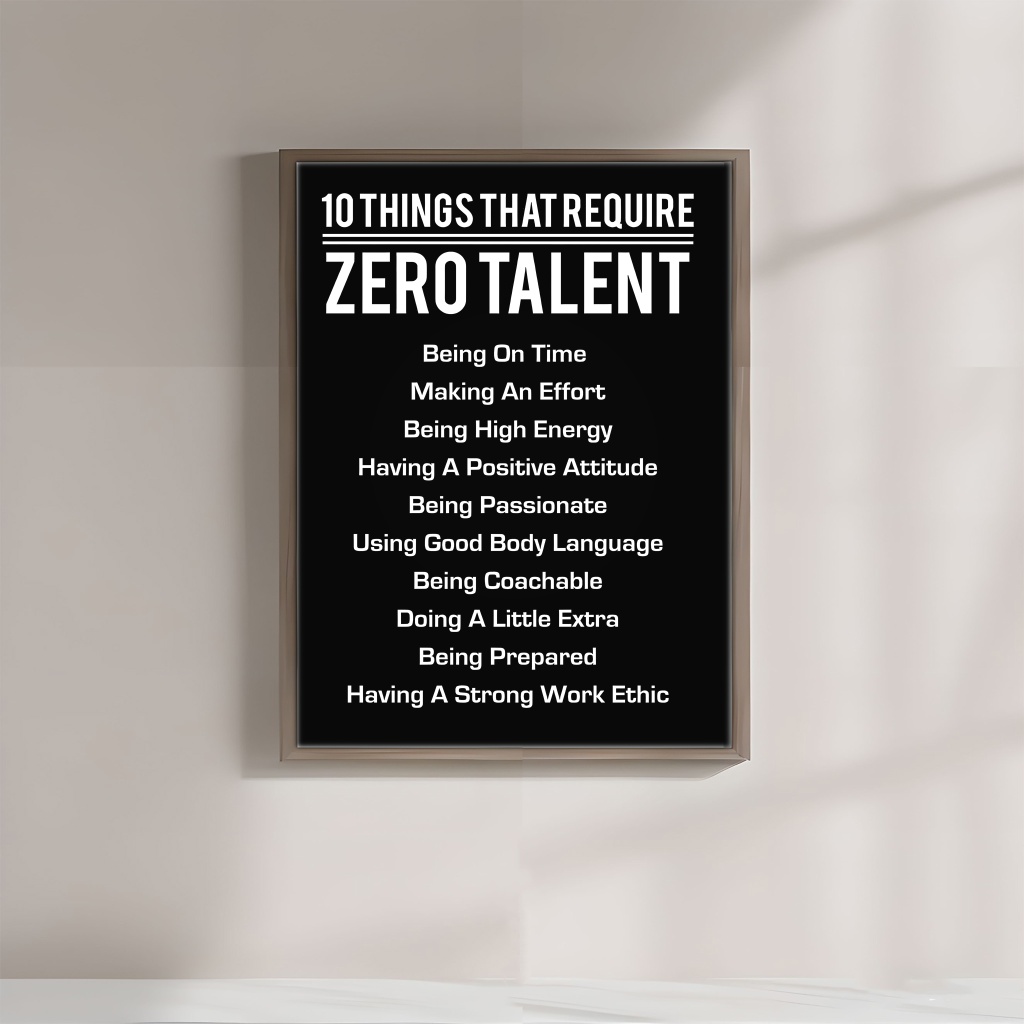 10 THINGS THAT REQUIRE
ZERO TALENT
Being On Time
Making An Effort
Being High Energy
Having A Positive Attitude
Being Passionate
Using Good Body Language
Being Coachable
Doing A Little Extra
Being Prepared
Having A Strong Work Ethic